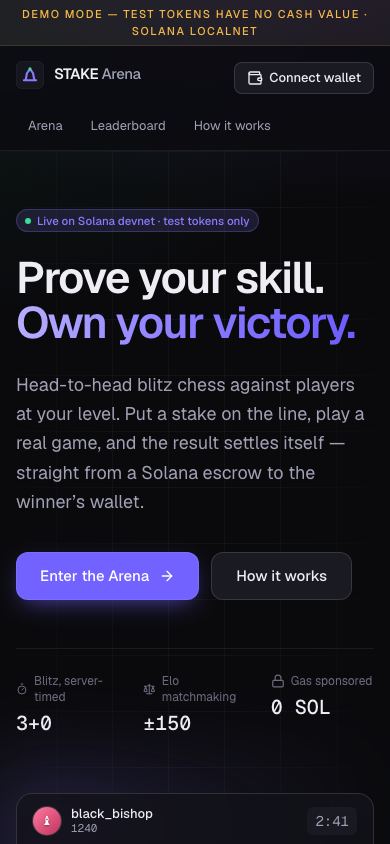 DEMO MODE — TEST TOKENS HAVE NO CASH VALUE ·
SOLANA LOCALNET
STAKE Arena
Connect wallet
Arena
Leaderboard
How it works
Live on Solana devnet · test tokens only
Prove your skill.
Own your victory.
Head-to-head blitz chess against players
at your level. Put a stake on the line, play a
real game, and the result settles itself —
straight from a Solana escrow to the
winner’s wallet.
Enter the Arena →
How it works
Blitz, server-
timed
3+0
Elo
matchmaking
±150
Gas sponsored
0 SOL
black_bishop
1240
2:41